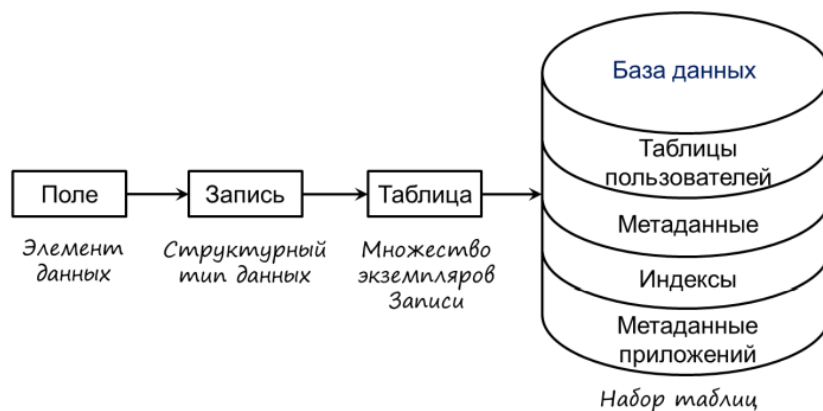 База данных
Таблицы
пользователей
Поле
Запись
Таблица
Метаданные
Элемент
данных
Структурный
тип данных
Множество
экземпляров
Записи
Индексы
Метаданные
приложений
Набор таблиц